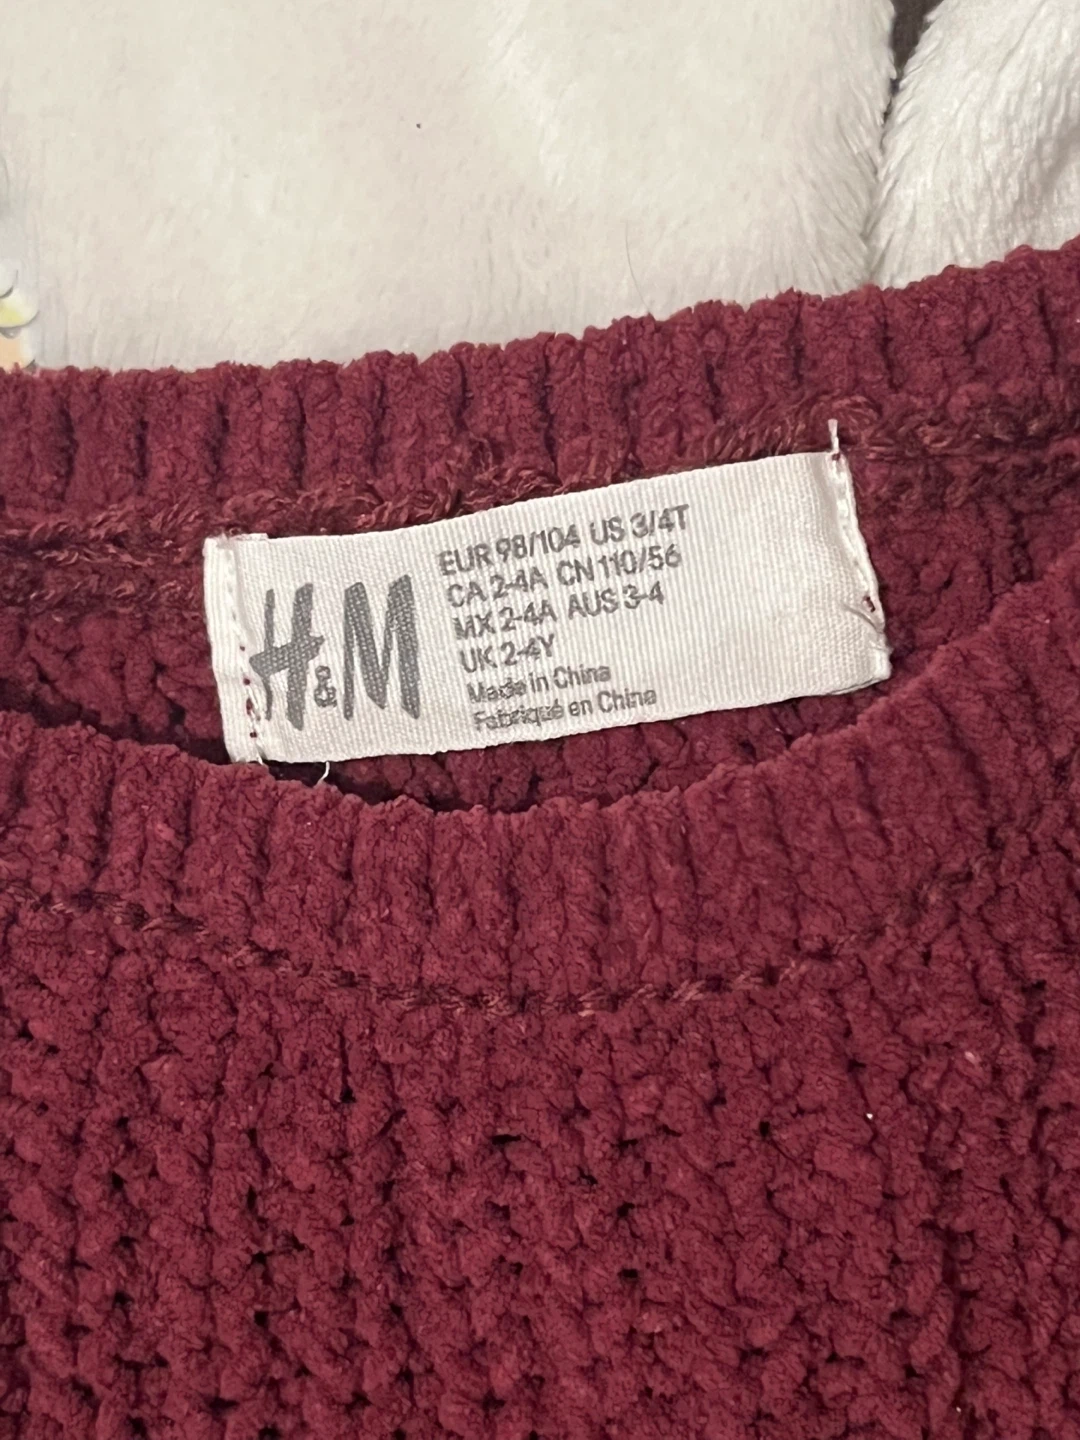 H&M
EUR 98/104 US 3/4T
CA 2-4A CN 110/56
MX 2-4A AUS 3-4
UK 2-4Y
Made in China
Fabriqué en China